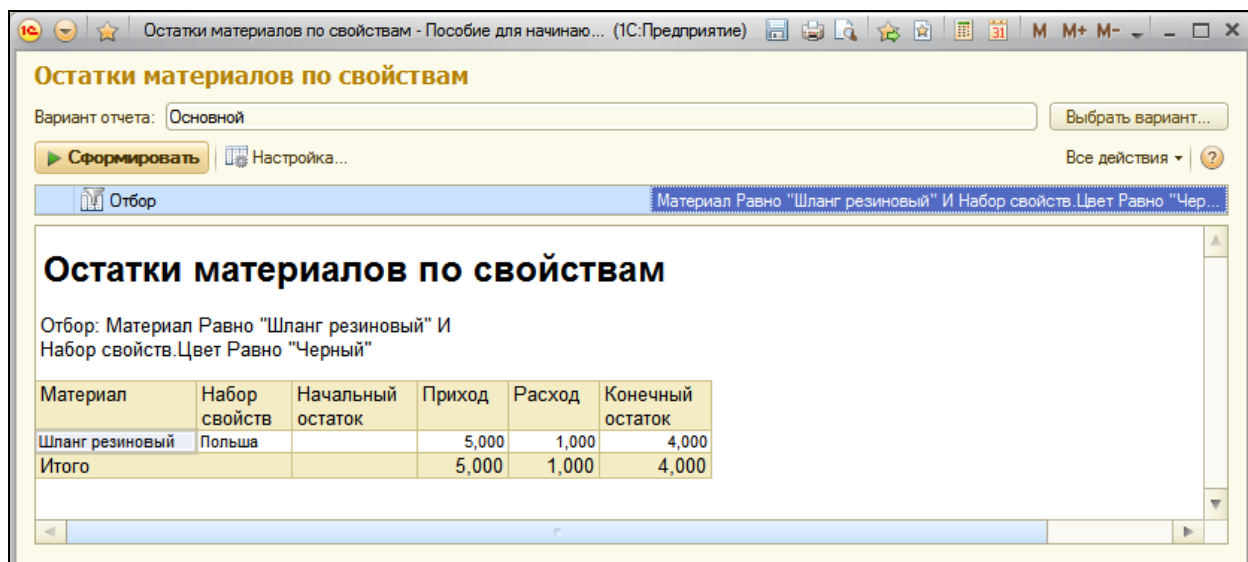 Остатки материалов по свойствам - Пособие для начинаю... (1С:Предприятие) 31 M M+ M-
Остатки материалов по свойствам
Вариант отчета: Основной Выбрать вариант...
Сформировать Настройка... Все действия ?
Отбор Материал Равно "Шланг резиновый" И Набор свойств.Цвет Равно "Чер...
Остатки материалов по свойствам
Отбор: Материал Равно "Шланг резиновый" И
Набор свойств.Цвет Равно "Черный"
Материал Набор Начальный Приход Расход Конечный
свойств остаток остаток
Шланг резиновый Польша 5,000 1,000 4,000
Итого 5,000 1,000 4,000